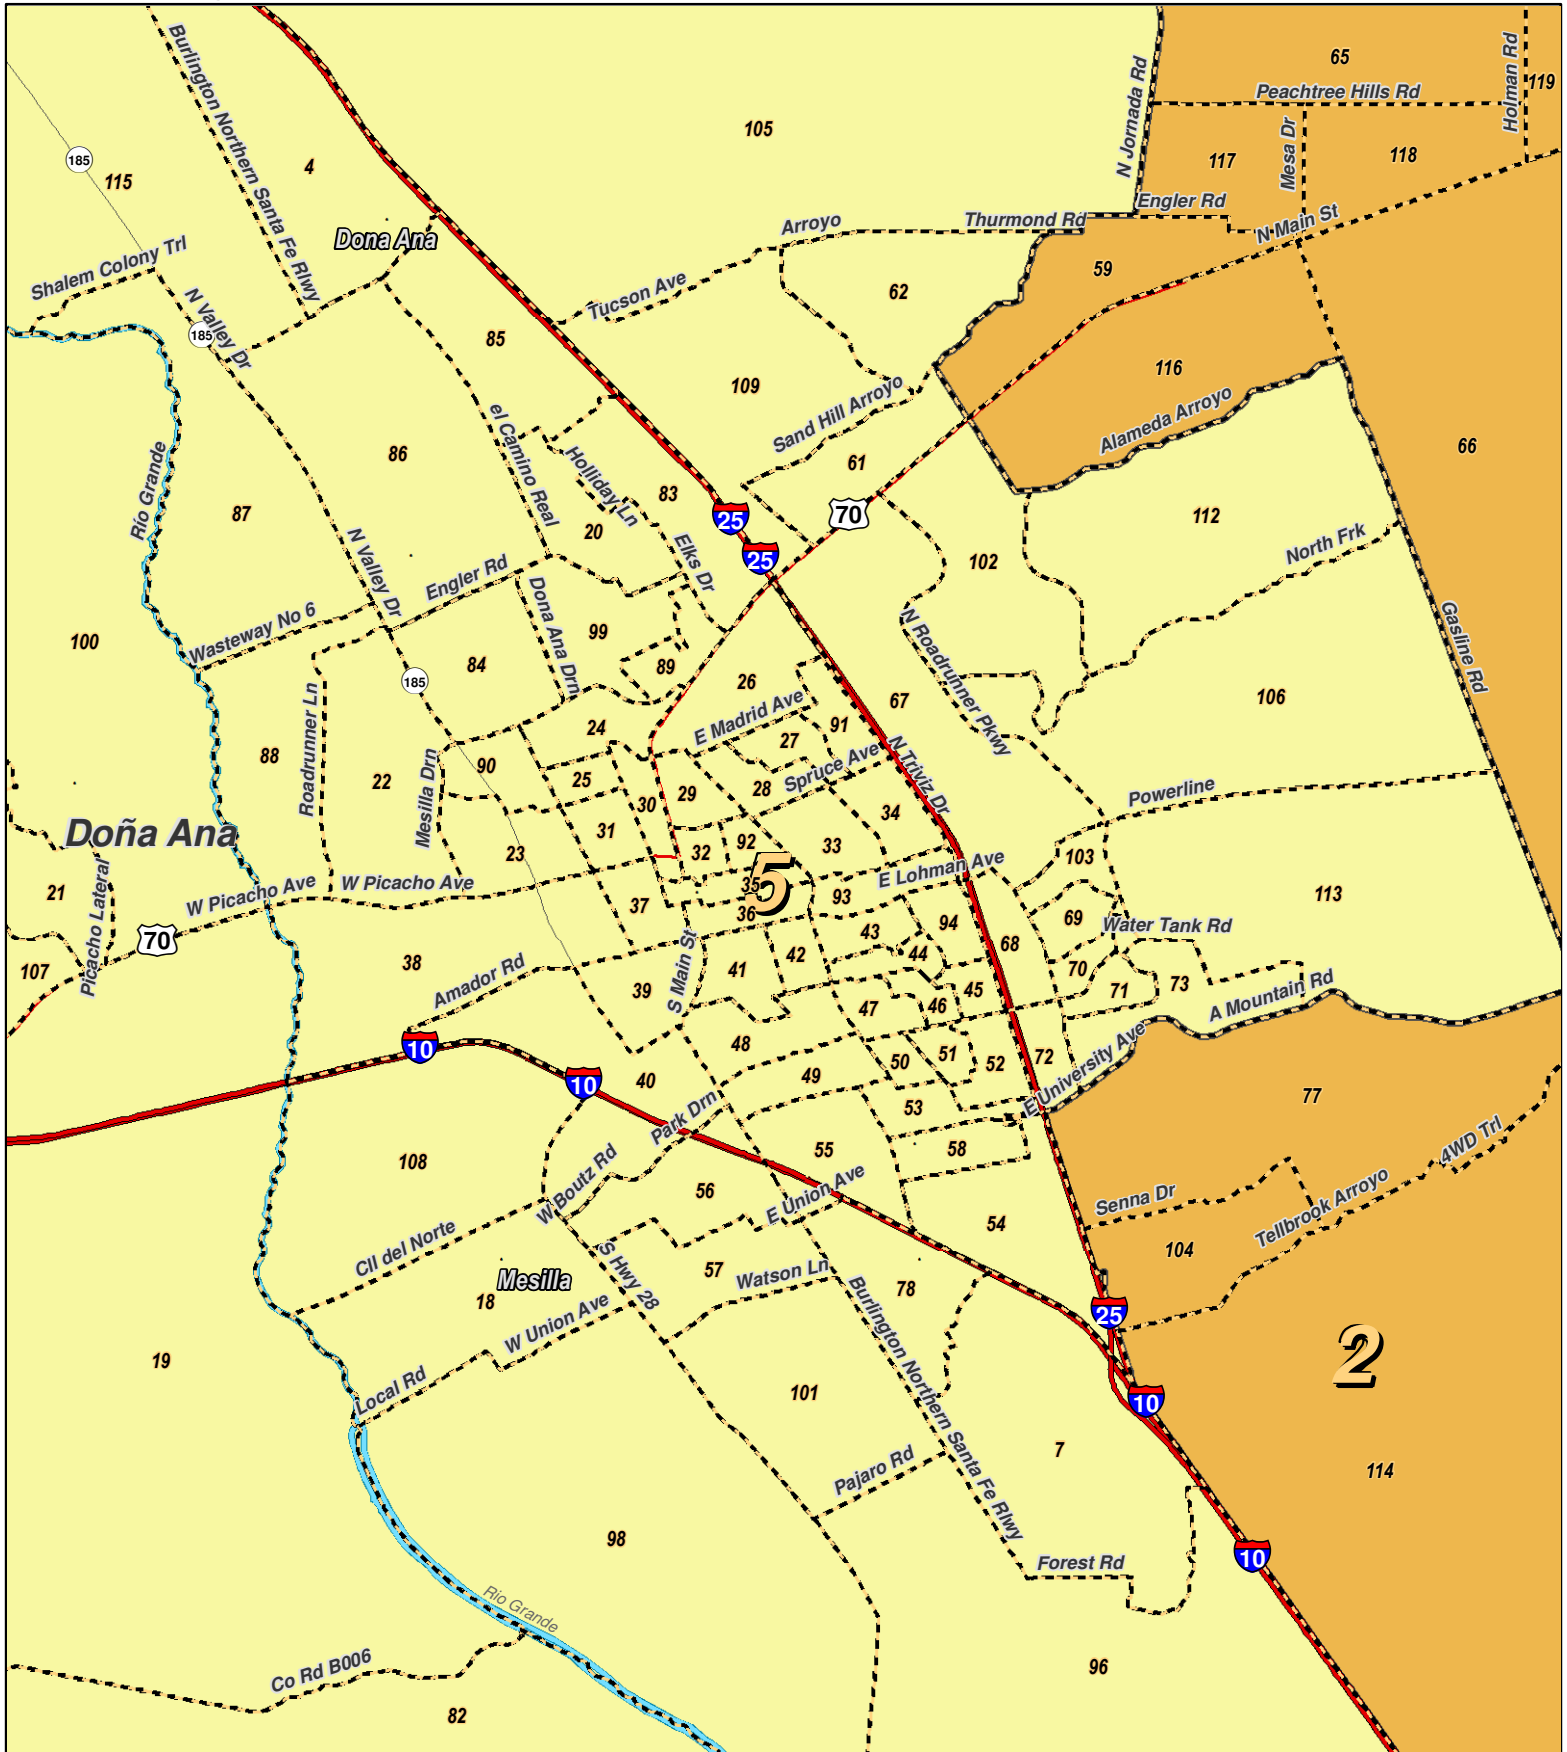 65
Holman Rd
119
Burlington Northern Santa Fe Rlwy
N Jornada Rd
Peachtree Hills Rd
105
Mesa Dr
117
118
185
115
4
Engler Rd
Dona Ana
Arroyo
Thurmond Rd
N Main St
Shalem Colony Trl
59
Tucson Ave
62
N Valley Dr
185
85
116
109
Sand Hill Arroyo
Alameda Arroyo
el Camino Real
86
61
66
Rio Grande
Holliday Ln
83
87
25
70
112
20
N Valley Dr
Elks Dr
25
North Frk
102
Engler Rd
Dona Ana Drn
Wasteway No 6
99
100
N Roadrunner Pkwy
Gasline Rd
84
89
185
26
106
67
Roadrunner Ln
E Madrid Ave
24
91
27
88
Mesilla Drn
90
22
25
Spruce Ave
N Triviz Dr
28
29
30
Powerline
34
31
Doña Ana
92
33
32
23
103
5
35
E Lohman Ave
W Picacho Ave
W Picacho Ave
21
93
113
37
36
69
Picacho Lateral
94
Water Tank Rd
43
70
68
S Main St
44
42
38
Amador Rd
107
41
70
39
45
71
73
A Mountain Rd
47
46
10
48
E University Ave
51
72
50
52
10
40
49
77
53
Park Drn
4WD Trl
58
55
108
W Boutz Rd
56
E Union Ave
Senna Dr
Tellbrook Arroyo
54
Cll del Norte
104
S Hwy 28
57
Watson Ln
Mesilla
78
18
W Union Ave
Burlington Northern Santa Fe Rlwy
25
19
2
Local Rd
101
10
7
Pajaro Rd
114
98
10
Forest Rd
Rio Grande
Co Rd B006
96
82